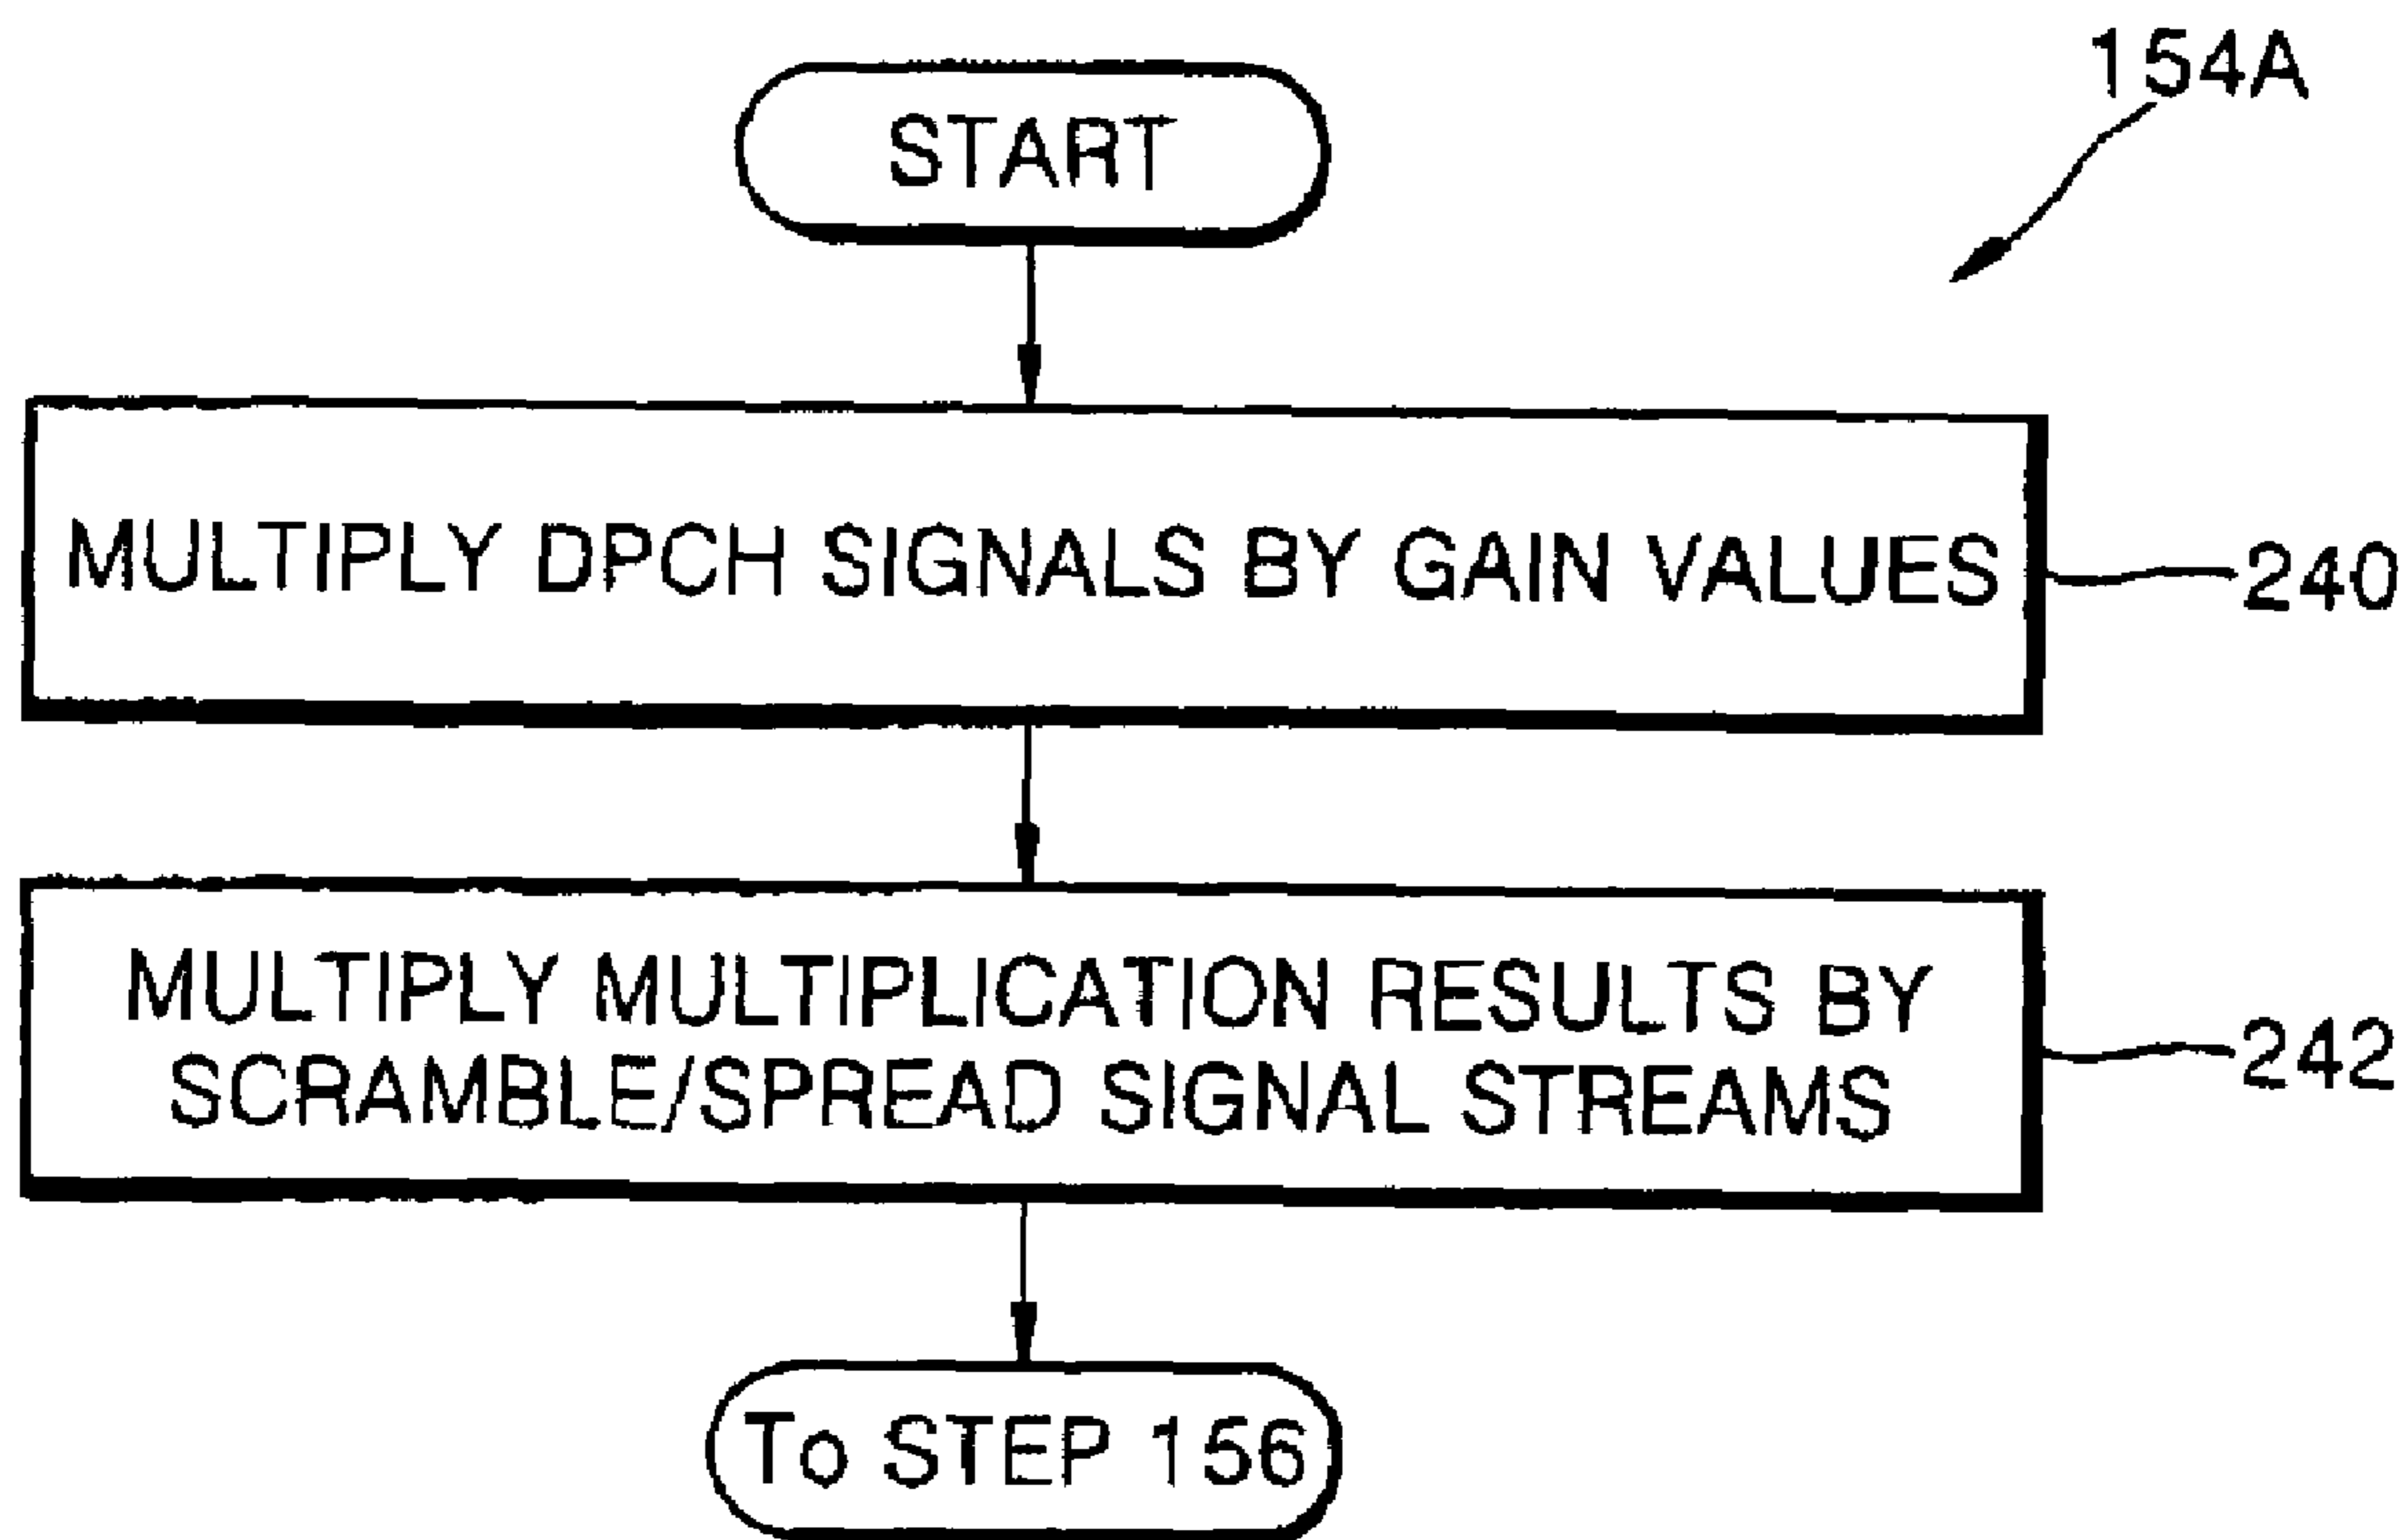 154A
START
MULTIPLY DPCH SIGNALS BY GAIN VALUES
240
MULTIPLY MULTIPLICATION RESULTS BY
SCRAMBLE/SPREAD SIGNAL STREAMS
242
To STEP 156